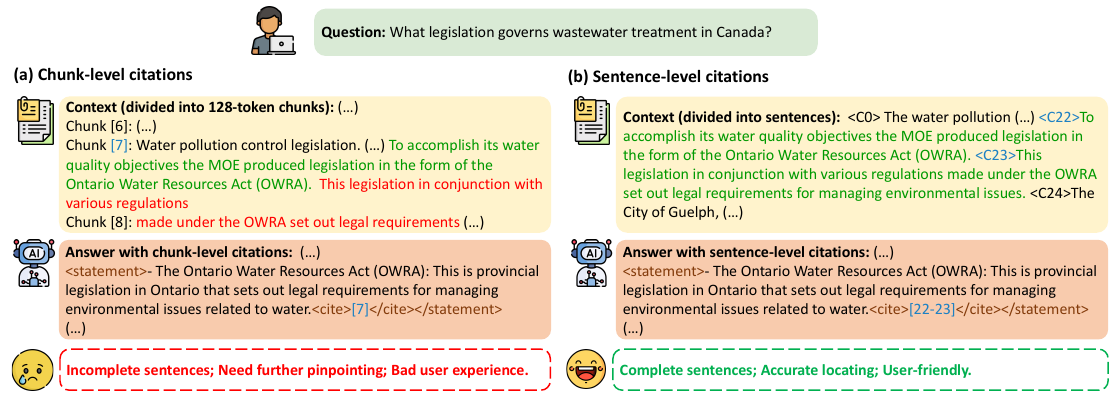 Question: What legislation governs wastewater treatment in Canada?
(a) Chunk-level citations
Context (divided into 128-token chunks): (...)
Chunk [6]: (...)
Chunk [7]: Water pollution control legislation. (...) To accomplish its water
quality objectives the MOE produced legislation in the form of the
Ontario Water Resources Act (OWRA). This legislation in conjunction with
various regulations
Chunk [8]: made under the OWRA set out legal requirements (...)
AI
Answer with chunk-level citations: (...)
<statement>- The Ontario Water Resources Act (OWRA): This is provincial
legislation in Ontario that sets out legal requirements for managing
environmental issues related to water.<cite>[7]</cite></statement>
(...)
Incomplete sentences; Need further pinpointing; Bad user experience.
(b) Sentence-level citations
Context (divided into sentences): <C0> The water pollution (...) <C22>To
accomplish its water quality objectives the MOE produced legislation in
the form of the Ontario Water Resources Act (OWRA). <C23>This
legislation in conjunction with various regulations made under the OWRA
set out legal requirements for managing environmental issues. <C24>The
City of Guelph, (...)
AI
Answer with sentence-level citations: (...)
<statement>- The Ontario Water Resources Act (OWRA): This is provincial
legislation in Ontario that sets out legal requirements for managing
environmental issues related to water.<cite>[22-23]</cite></statement>
(...)
Complete sentences; Accurate locating; User-friendly.